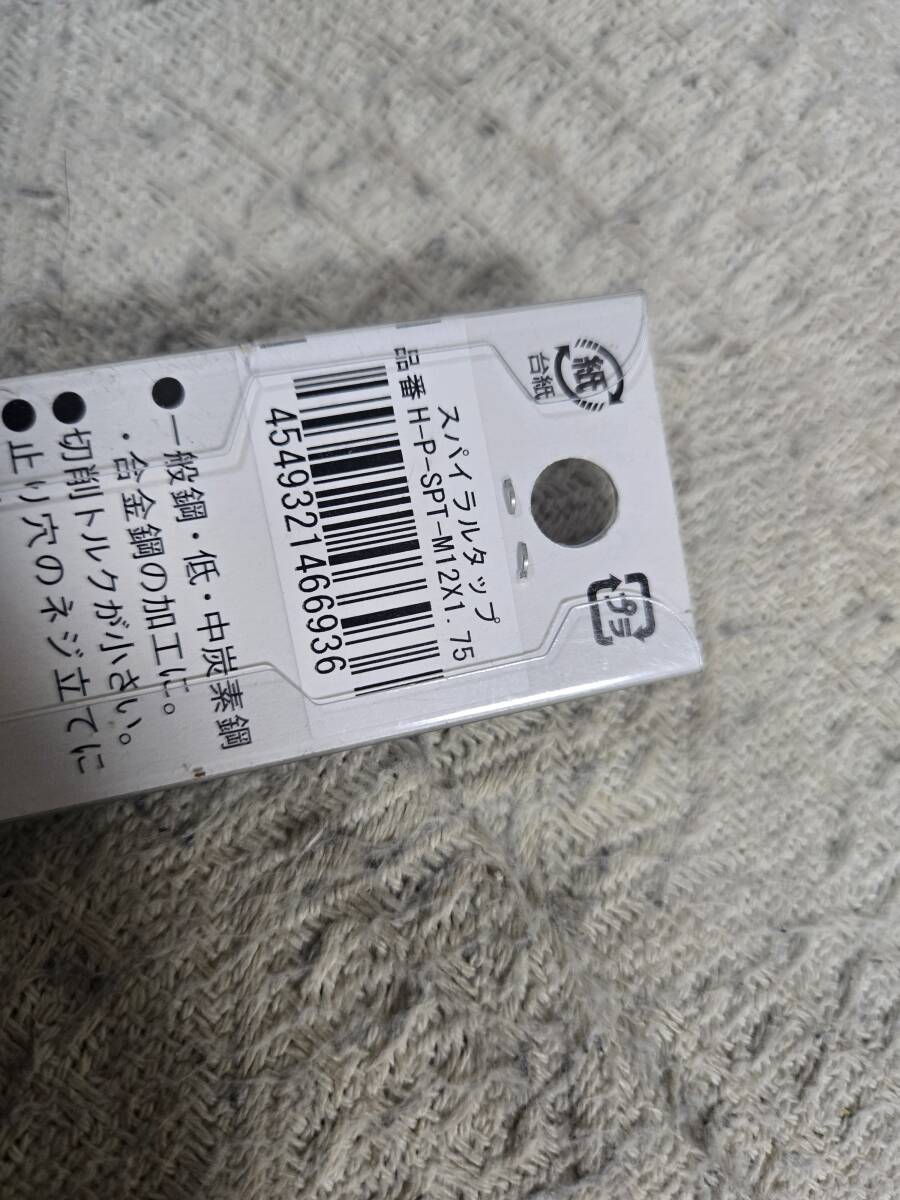 紙
台紙
プラ
スパイラルタップ
品番 H-P-SPT-M12X1.75
4549321466936
●一般鋼・低・中炭素鋼
・合金鋼の加工に。
●切削トルクが小さい。
●止り穴のネジ立てに